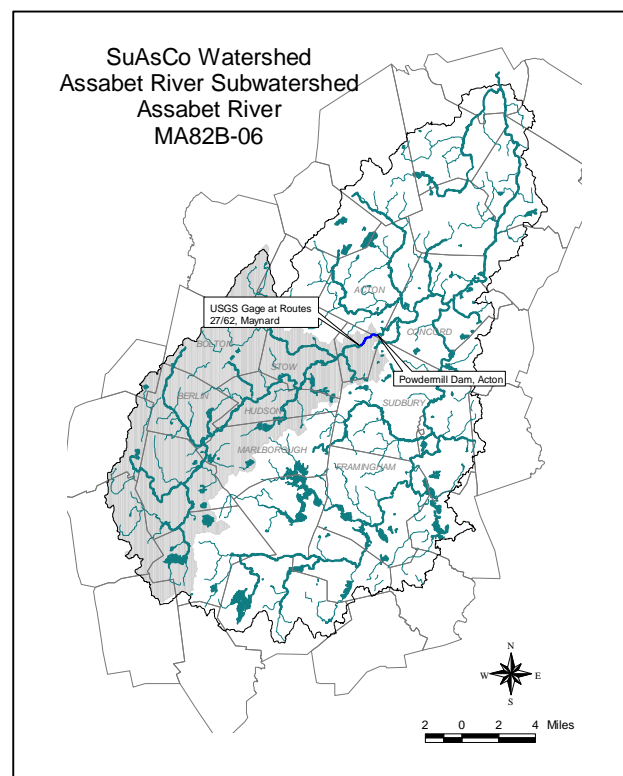 SuAsCo Watershed
Assabet River Subwatershed
Assabet River
MA82B-06
ACTON
USGS Gage at Routes
27/62, Maynard
CONCORD
BOLTON
STOW
Powdermill Dam, Acton
BERLIN
SUDBURY
HUDSON
MARLBOROUGH
FRAMINGHAM
N
W
E
S
2 0 2 4 Miles